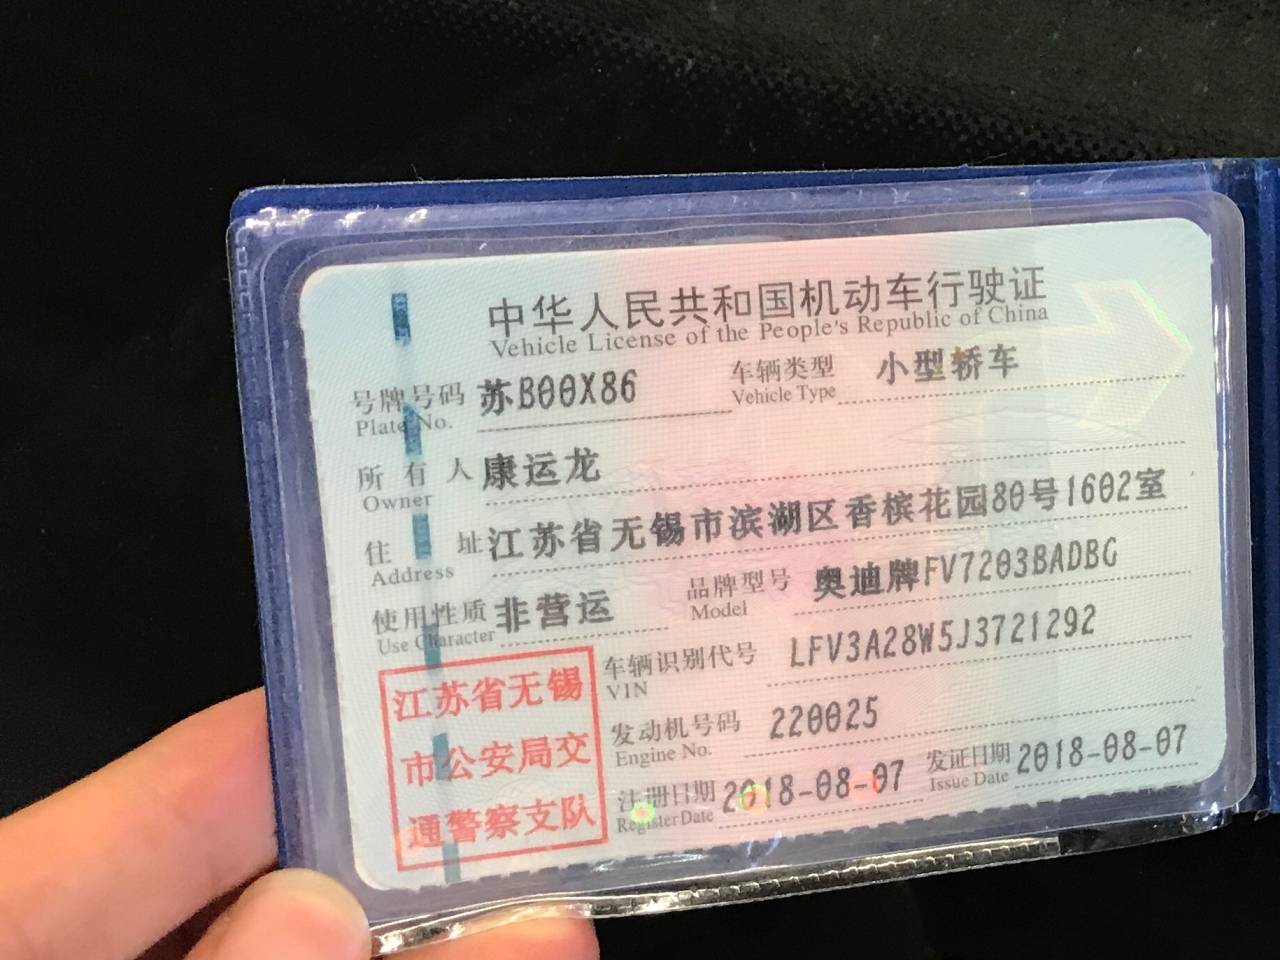 中华人民共和国机动车行驶证
Vehicle License of the People's Republic of China
号牌号码 苏B00X86 车辆类型 小型轿车
Plate No. Vehicle Type
所有人 康运龙
Owner
住址 江苏省无锡市滨湖区香槟花园80号1602室
Address
使用性质 非营运 品牌型号 奥迪牌FV7203BADBG
Use Character Model
车辆识别代号 LFV3A28W5J3721292
VIN
发动机号码 220025
Engine No.
注册日期 2018-08-07 发证日期 2018-08-07
Register Date Issue Date
江苏省无锡
市公安局交
通警察支队